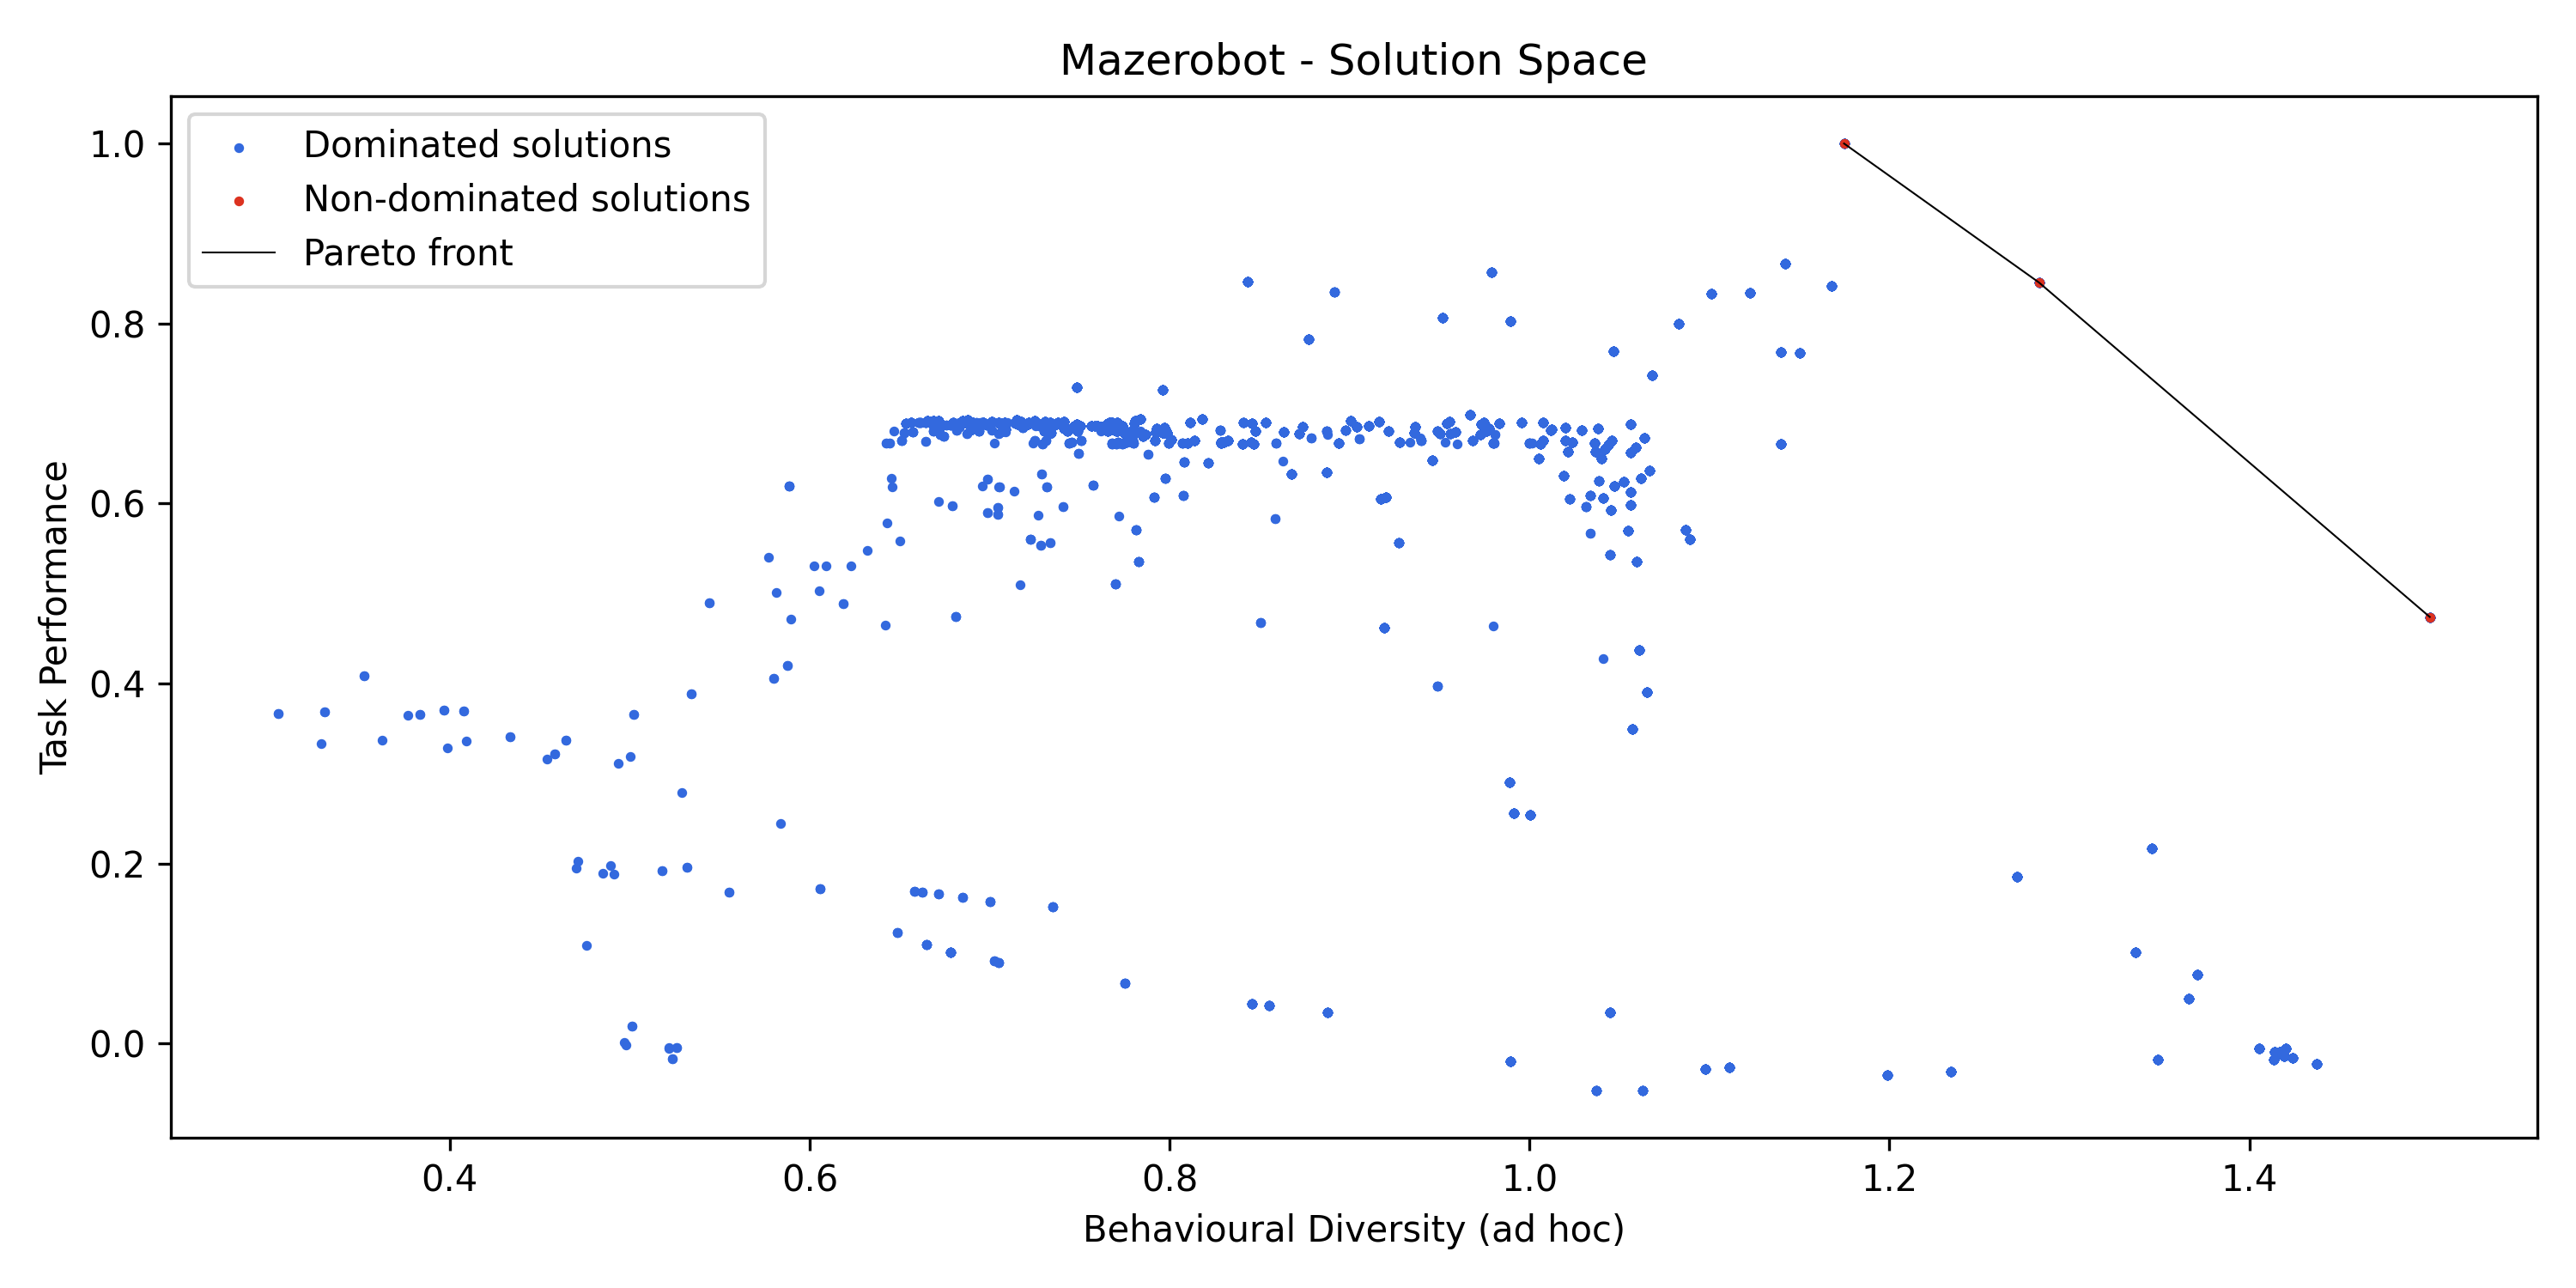 Mazerobot - Solution Space
Dominated solutions
Non-dominated solutions
Pareto front
1.0
0.8
0.6
0.4
0.2
0.0
Task Performance
0.4 0.6 0.8 1.0 1.2 1.4
Behavioural Diversity (ad hoc)